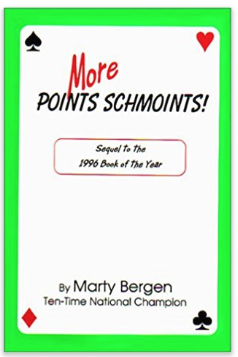 More
POINTS SCHMOINTS!
Sequel to the
1996 Book of the Year
By Marty Bergen
Ten-Time National Champion